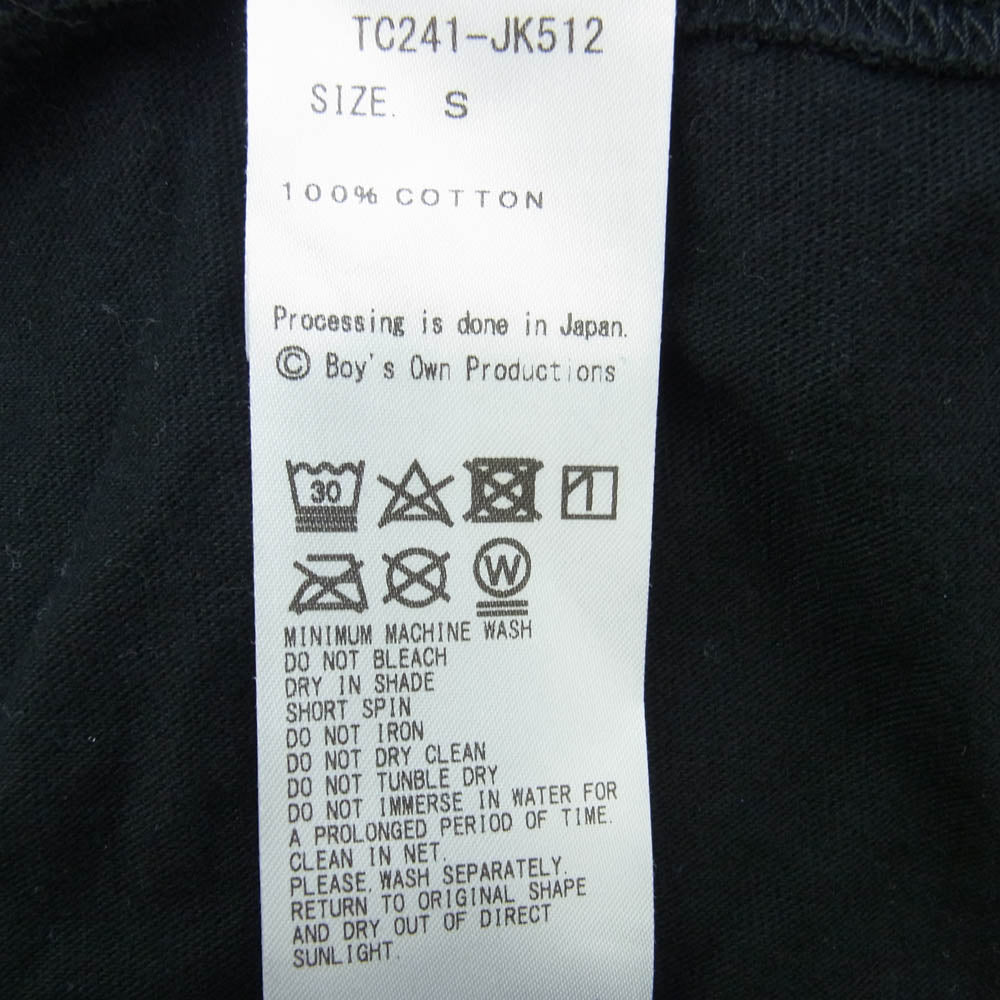 TC241-JK512
SIZE. S
100% COTTON
Processing is done in Japan.
© Boy's Own Productions
30
W
MINIMUM MACHINE WASH
DO NOT BLEACH
DRY IN SHADE
SHORT SPIN
DO NOT IRON
DO NOT DRY CLEAN
DO NOT TUNBLE DRY
DO NOT IMMERSE IN WATER FOR
A PROLONGED PERIOD OF TIME.
CLEAN IN NET.
PLEASE.WASH SEPARATELY.
RETURN TO ORIGINAL SHAPE
AND DRY OUT OF DIRECT
SUNLIGHT.